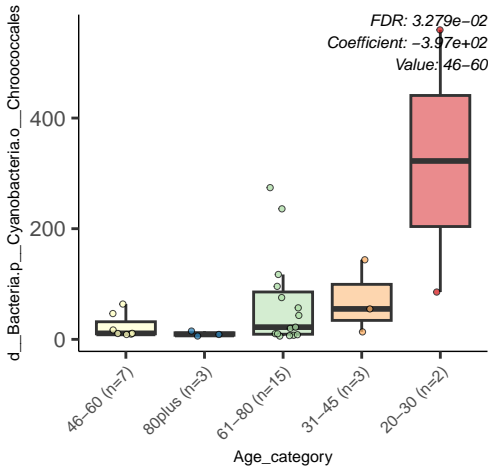 FDR: 3.279e−02
Coefficient: −3.97e+02
Value: 46−60
d__Bacteria.p__Cyanobacteria.o__Chroococcales
400
200
0
46−60 (n=7)
80plus (n=3)
61−80 (n=15)
31−45 (n=3)
20−30 (n=2)
Age_category